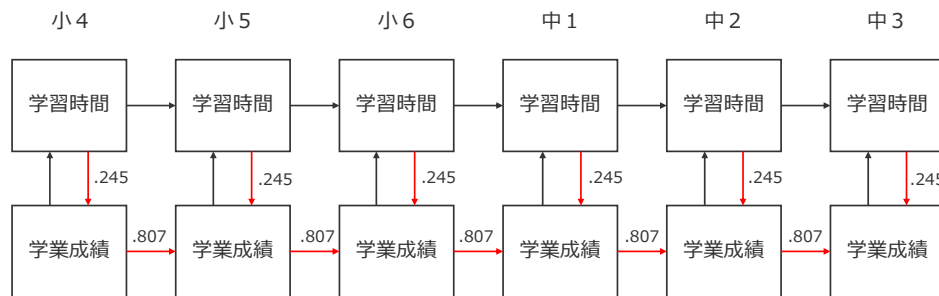 小4 小5 小6 中1 中2 中3
学習時間 学習時間 学習時間 学習時間 学習時間 学習時間
.245 .245 .245 .245 .245 .245
.807 .807 .807 .807 .807
学業成績 学業成績 学業成績 学業成績 学業成績 学業成績